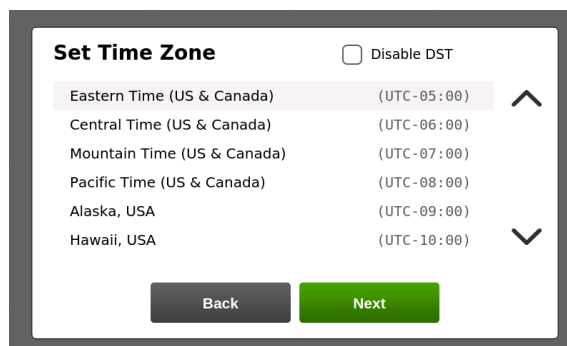 Set Time Zone Disable DST
Eastern Time (US & Canada) (UTC-05:00)
Central Time (US & Canada) (UTC-06:00)
Mountain Time (US & Canada) (UTC-07:00)
Pacific Time (US & Canada) (UTC-08:00)
Alaska, USA (UTC-09:00)
Hawaii, USA (UTC-10:00)
Back Next